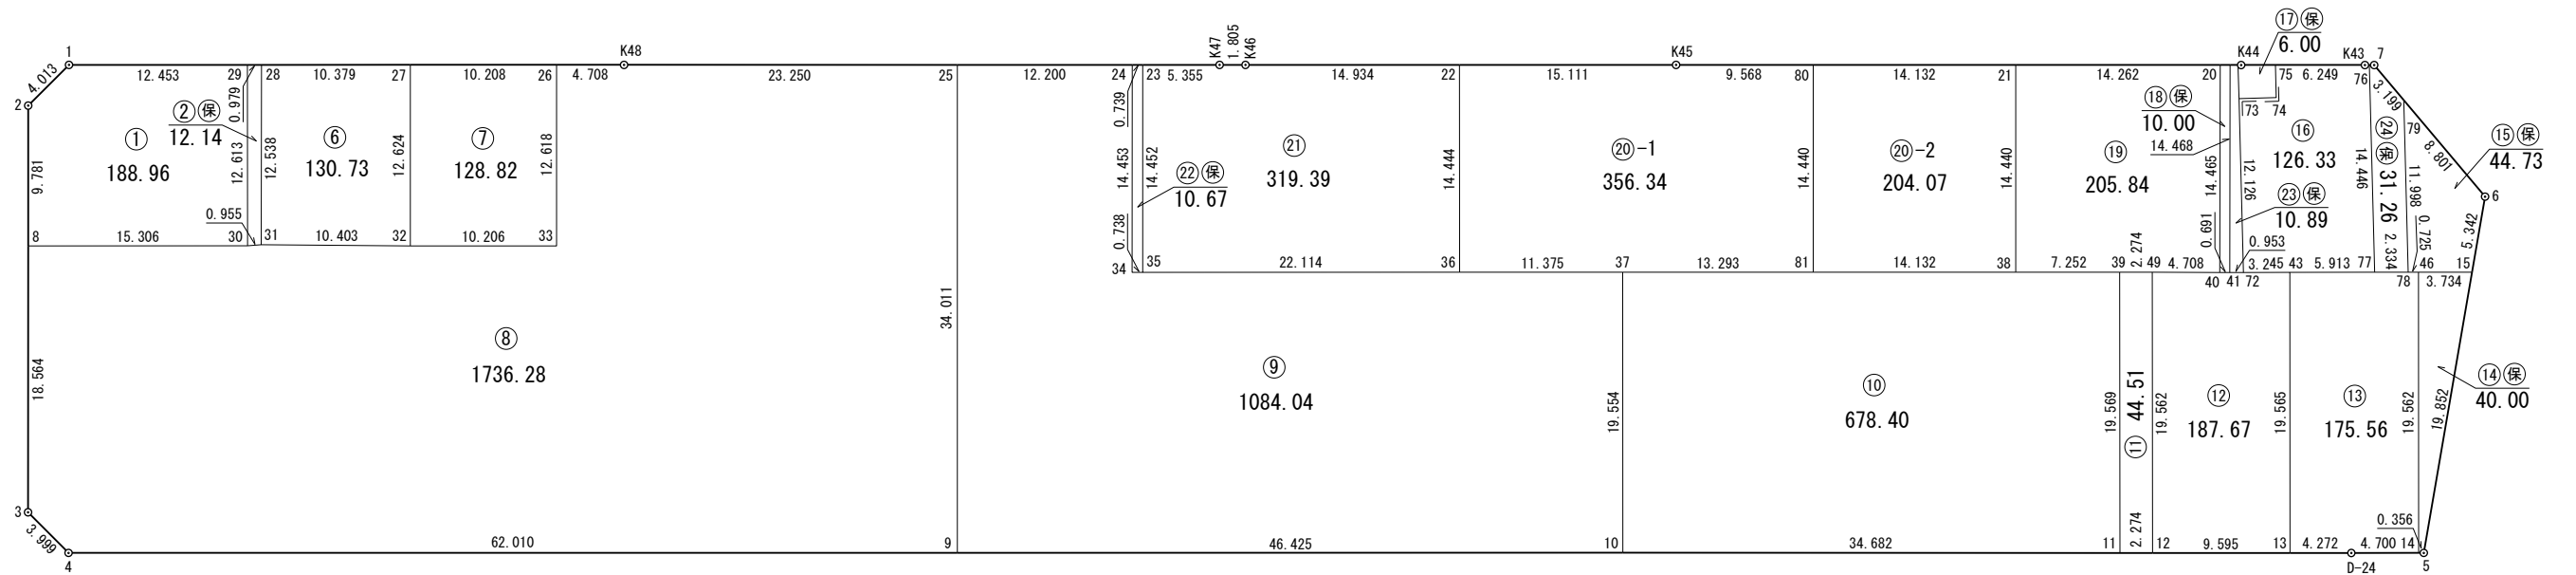 1 K48 K47 1.805 K46 K45 K44 K43 7
⑰㊝保 6.00
4.013 12.453 29 28 10.379 27 10.208 26 4.708 23.250 25 12.200 24 23 5.355 14.934 22 15.111 9.568 80 14.132 21 14.262 20 75 6.249 76
2 0.979 0.739 73 74 3.199 79
②保 12.14
⑱保 10.00
14.468
① 188.96
⑥ 130.73
⑦ 128.82
㉑ 319.39
⑳-1 356.34
⑳-2 204.07
⑲ 205.84
⑯ 126.33
㉔保 31.26
⑮保 44.73
9.781 12.613 12.538 12.624 12.618 14.453 14.452 14.444 14.440 14.440 14.465 12.126 14.446 11.998 8.801 6
㉒保 10.67
㉓保 10.89
0.955 0.738 0.691 0.953 2.334 0.725 5.342
8 15.306 30 31 10.403 32 10.206 33 34 35 22.114 36 11.375 37 13.293 81 14.132 38 7.252 39 2.274 49 4.708 40 41 72 3.245 43 5.913 77 78 46 3.734 15
18.564 34.011 19.554 19.569 19.562 19.565 19.562 19.852
⑧ 1736.28
⑨ 1084.04
⑩ 678.40
⑪ 44.51
⑫ 187.67
⑬ 175.56
⑭保 40.00
3 3.999 0.356
4 62.010 9 46.425 10 34.682 11 2.274 12 9.595 13 4.272 D-24 4.700 14 5